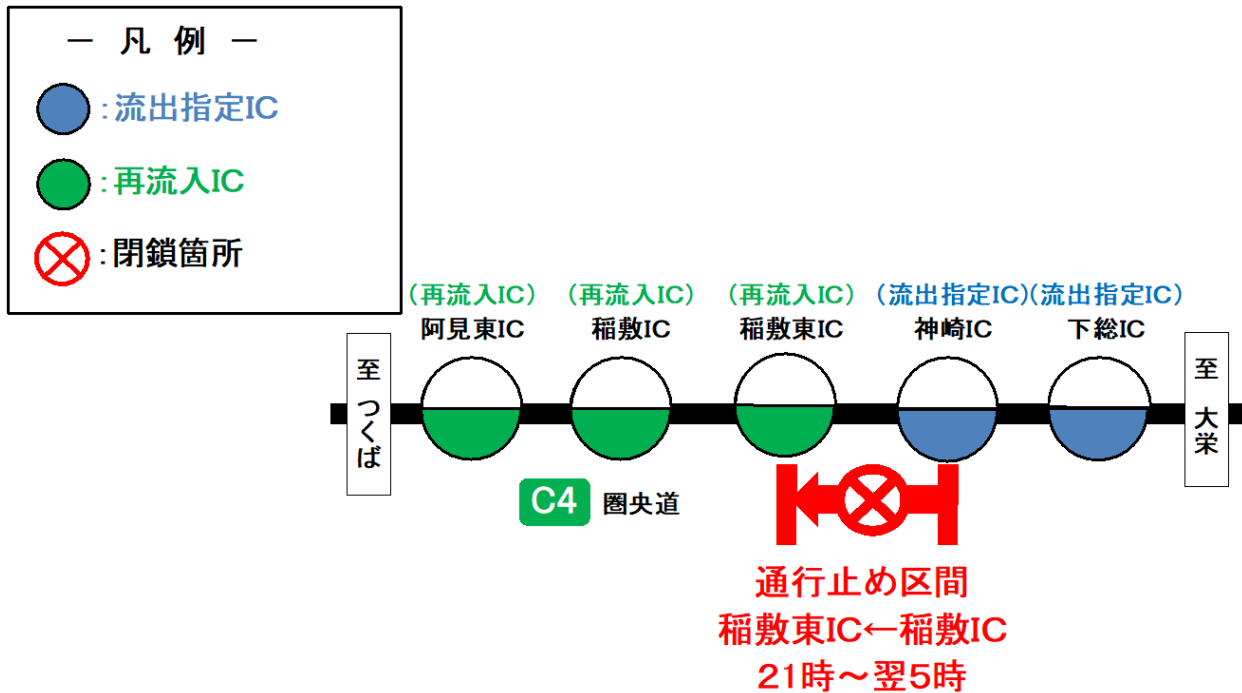 － 凡 例 －
：流出指定IC
：再流入IC
：閉鎖箇所
（再流入IC）
（再流入IC）
（再流入IC）
（流出指定IC）
（流出指定IC）
阿見東IC
稲敷IC
稲敷東IC
神崎IC
下総IC
至 つくば
至 大栄
C4 圏央道
通行止め区間
稲敷東IC←稲敷IC
21時～翌5時